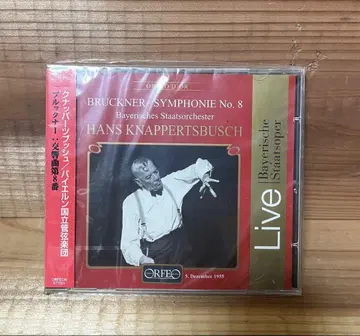 BRUCKNER · SYMPHONIE No. 8
Bayerisches Staatsorchester
HANS KNAPPERTSBUSCH
Live
Bayerische
Staatsoper
ORFEO
5. Dezember 1955
クナッパーツブッシュ/バイエルン国立管弦楽団
ブルックナー:交響曲第8番